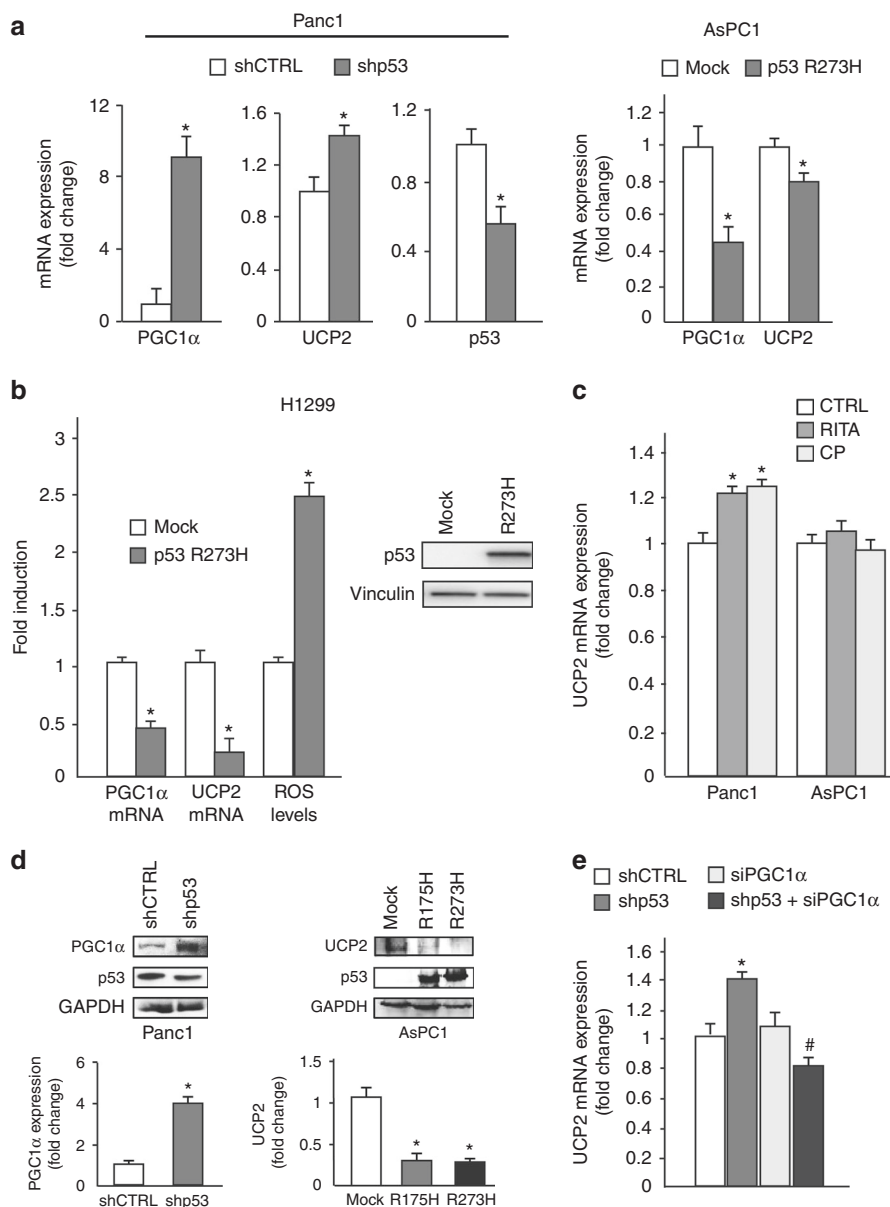 a
Panc1
shCTRL shp53
mRNA expression
(fold change)
12
8
4
0
*
PGC1α
1.6
1.2
0.8
0.4
0
*
UCP2
1.2
0.8
0.4
0
*
p53
AsPC1
Mock p53 R273H
mRNA expression
(fold change)
1.2
1
0.8
0.6
0.4
0.2
0
*
*
PGC1α UCP2
b
H1299
Fold induction
3
2.5
2
1.5
1
0.5
0
Mock
p53 R273H
*
*
*
PGC1α
mRNA
UCP2
mRNA
ROS
levels
Mock
R273H
p53
Vinculin
c
CTRL
RITA
CP
UCP2 mRNA expression
(fold change)
1.4
1.2
1
0.8
0.6
0.4
0.2
0
* *
Panc1 AsPC1
d
shCTRL
shp53
PGC1α
p53
GAPDH
Panc1
PGC1α expression
(fold change)
6
4
2
0
*
shCTRL shp53
Mock
R175H
R273H
UCP2
p53
GAPDH
AsPC1
UCP2
(fold change)
1.5
1
0.5
0
* *
Mock R175H R273H
e
shCTRL siPGC1α
shp53 shp53 + siPGC1α
UCP2 mRNA expression
(fold change)
1.6
1.4
1.2
1
0.8
0.6
0.4
0.2
0
*
#